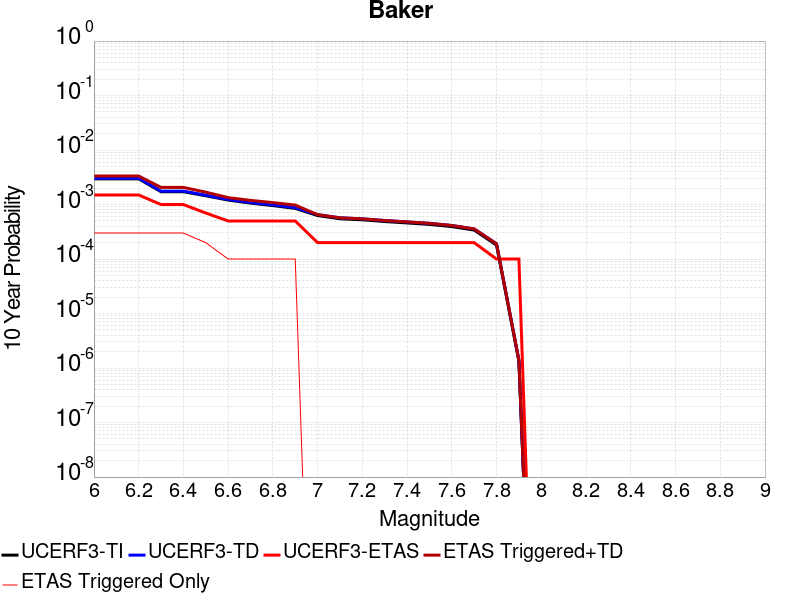 Baker
10^0
10^-1
10^-2
10^-3
10^-4
10^-5
10^-6
10^-7
10^-8
10 Year Probability
6 6.2 6.4 6.6 6.8 7 7.2 7.4 7.6 7.8 8 8.2 8.4 8.6 8.8 9
Magnitude
UCERF3-TI UCERF3-TD UCERF3-ETAS ETAS Triggered+TD
ETAS Triggered Only